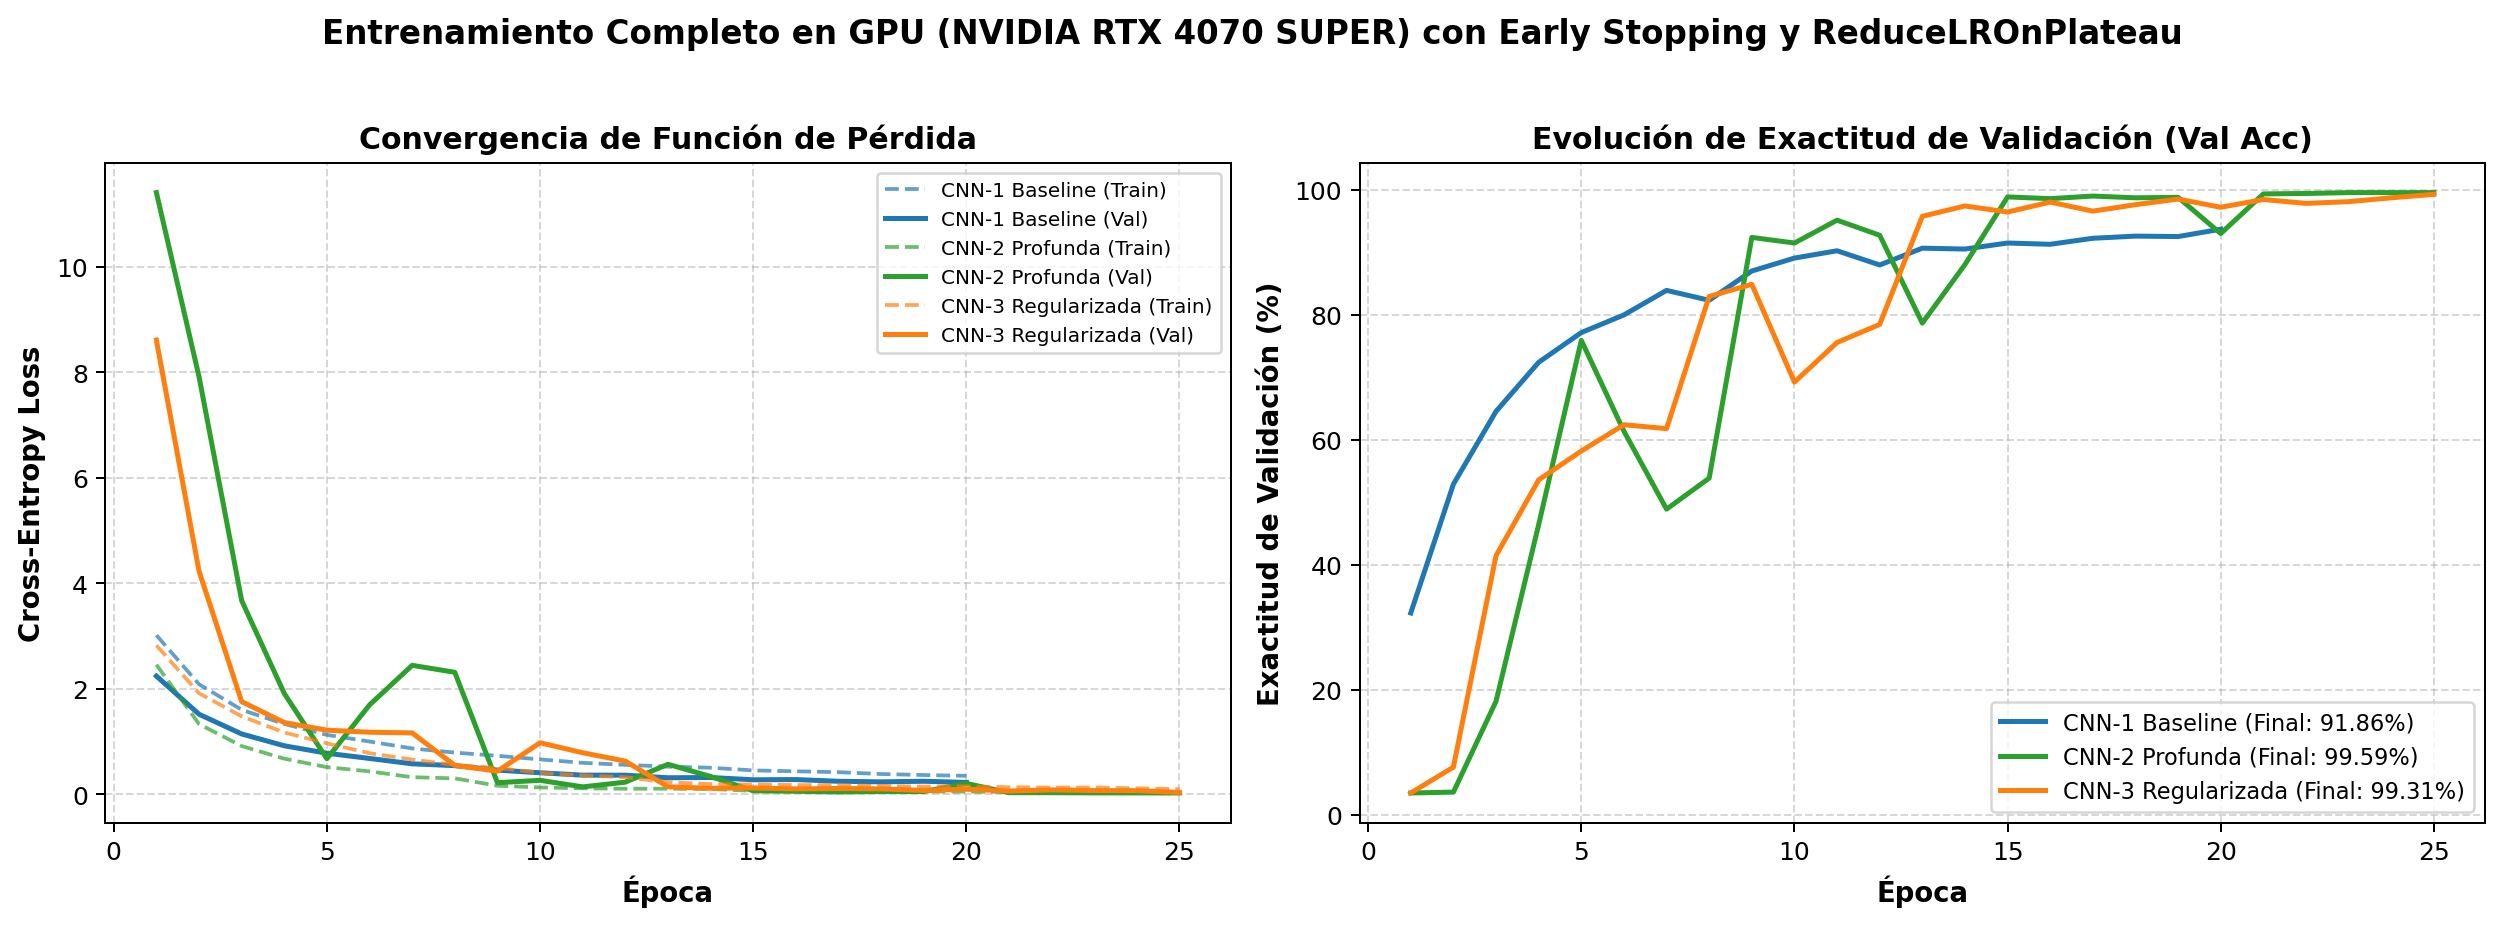 Entrenamiento Completo en GPU (NVIDIA RTX 4070 SUPER) con Early Stopping y ReduceLROnPlateau
Convergencia de Función de Pérdida
Cross-Entropy Loss
10
8
6
4
2
0
0 5 10 15 20 25
Época
CNN-1 Baseline (Train)
CNN-1 Baseline (Val)
CNN-2 Profunda (Train)
CNN-2 Profunda (Val)
CNN-3 Regularizada (Train)
CNN-3 Regularizada (Val)
Evolución de Exactitud de Validación (Val Acc)
Exactitud de Validación (%)
100
80
60
40
20
0
0 5 10 15 20 25
Época
CNN-1 Baseline (Final: 91.86%)
CNN-2 Profunda (Final: 99.59%)
CNN-3 Regularizada (Final: 99.31%)